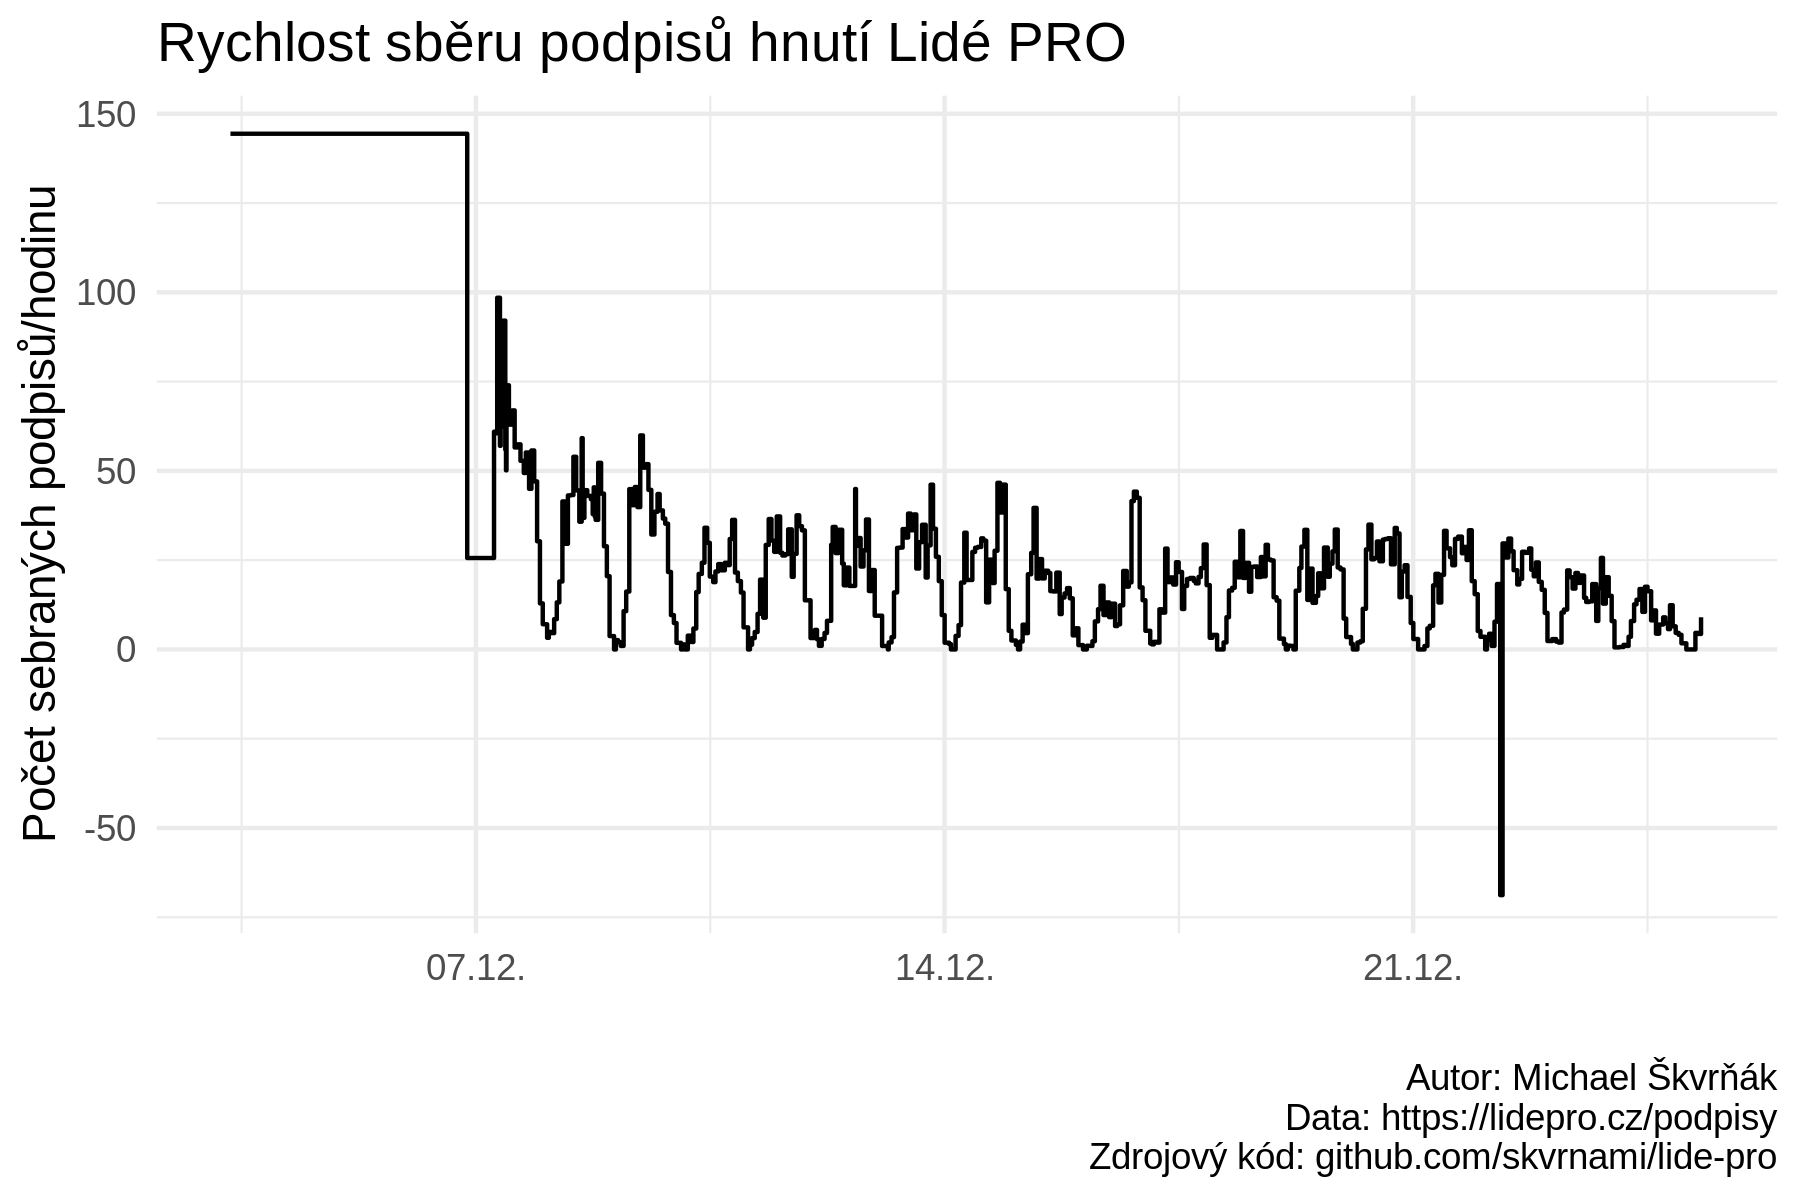 Rychlost sběru podpisů hnutí Lidé PRO
Počet sebraných podpisů/hodinu
150
100
50
0
-50
07.12.
14.12.
21.12.
Autor: Michael Škvrňák
Data: https://lidepro.cz/podpisy
Zdrojový kód: github.com/skvrnami/lide-pro